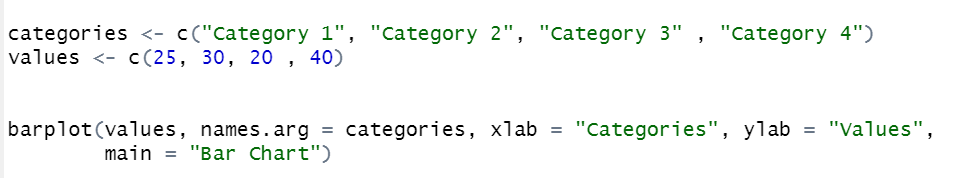 categories <- c("Category 1", "Category 2", "Category 3" , "Category 4")
values <- c(25, 30, 20 , 40)
barplot(values, names.arg = categories, xlab = "Categories", ylab = "Values",
        main = "Bar Chart")